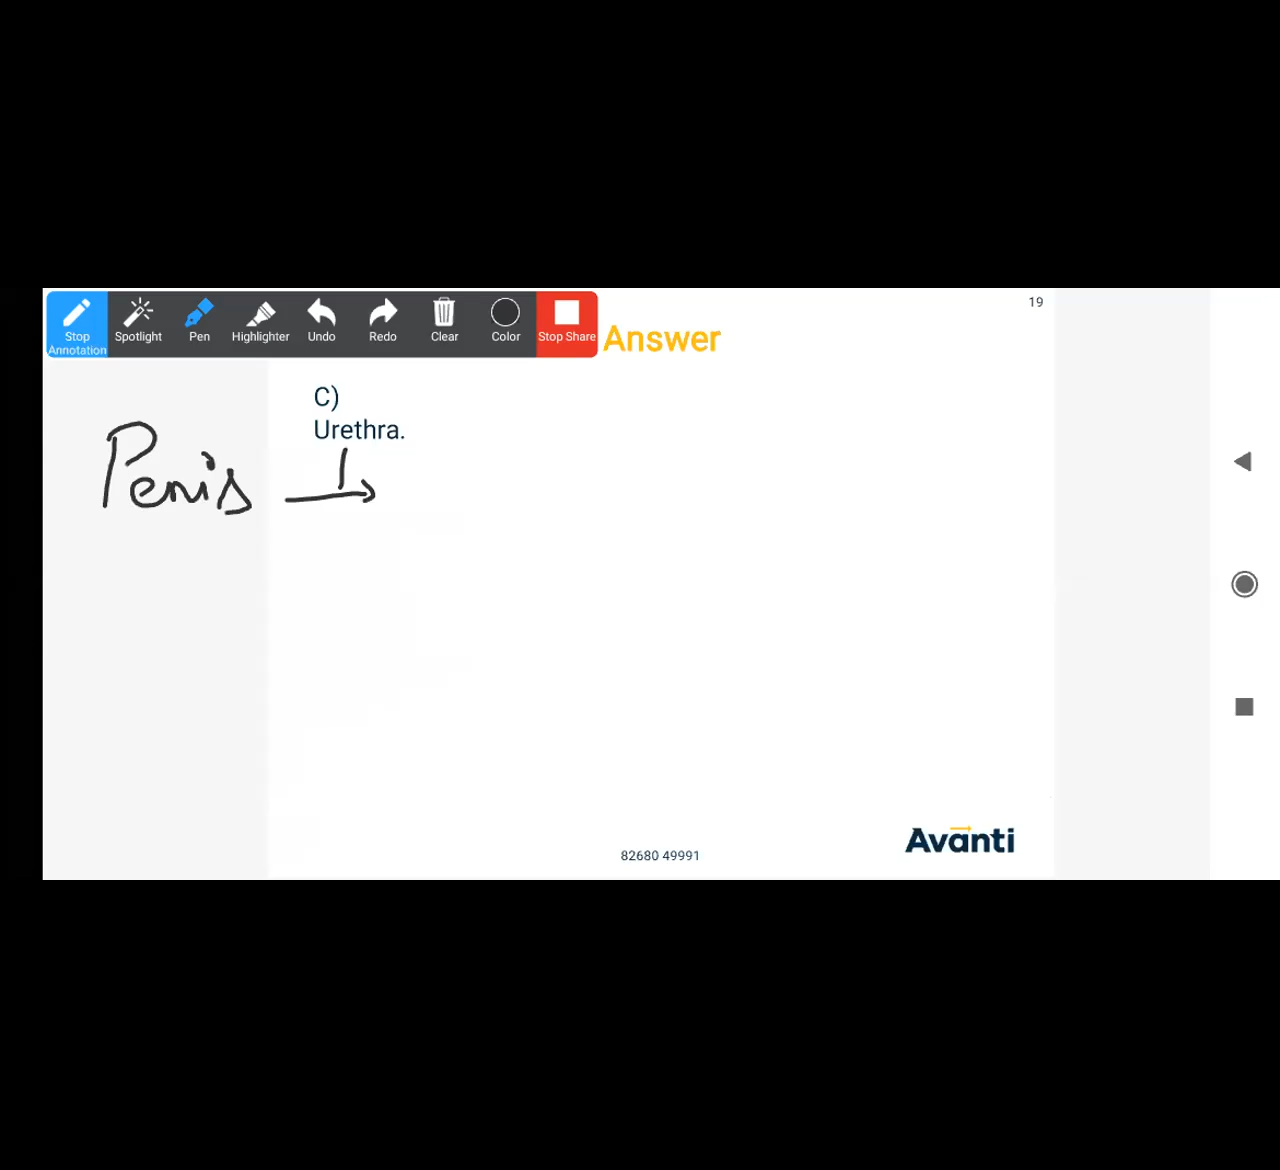 19
Stop Annotation
Spotlight
Pen
Highlighter
Undo
Redo
Clear
Color
Stop Share
Answer
C)
Urethra.
Penis
82680 49991
Avanti